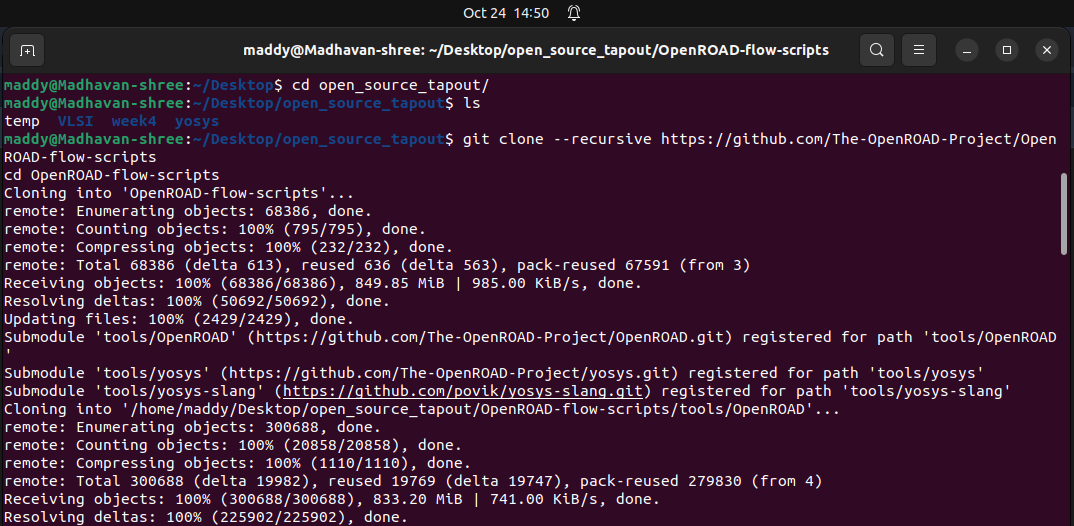 Oct 24 14:50
maddy@Madhavan-shree: ~/Desktop/open_source_tapout/OpenROAD-flow-scripts
maddy@Madhavan-shree:~/Desktop$ cd open_source_tapout/
maddy@Madhavan-shree:~/Desktop/open_source_tapout$ ls
temp VLSI week4 yosys
maddy@Madhavan-shree:~/Desktop/open_source_tapout$ git clone --recursive https://github.com/The-OpenROAD-Project/Open
ROAD-flow-scripts
cd OpenROAD-flow-scripts
Cloning into 'OpenROAD-flow-scripts'...
remote: Enumerating objects: 68386, done.
remote: Counting objects: 100% (795/795), done.
remote: Compressing objects: 100% (232/232), done.
remote: Total 68386 (delta 613), reused 636 (delta 563), pack-reused 67591 (from 3)
Receiving objects: 100% (68386/68386), 849.85 MiB | 985.00 KiB/s, done.
Resolving deltas: 100% (50692/50692), done.
Updating files: 100% (2429/2429), done.
Submodule 'tools/OpenROAD' (https://github.com/The-OpenROAD-Project/OpenROAD.git) registered for path 'tools/OpenROAD
'
Submodule 'tools/yosys' (https://github.com/The-OpenROAD-Project/yosys.git) registered for path 'tools/yosys'
Submodule 'tools/yosys-slang' (https://github.com/povik/yosys-slang.git) registered for path 'tools/yosys-slang'
Cloning into '/home/maddy/Desktop/open_source_tapout/OpenROAD-flow-scripts/tools/OpenROAD'...
remote: Enumerating objects: 300688, done.
remote: Counting objects: 100% (20858/20858), done.
remote: Compressing objects: 100% (1110/1110), done.
remote: Total 300688 (delta 19982), reused 19769 (delta 19747), pack-reused 279830 (from 4)
Receiving objects: 100% (300688/300688), 833.20 MiB | 741.00 KiB/s, done.
Resolving deltas: 100% (225902/225902), done.